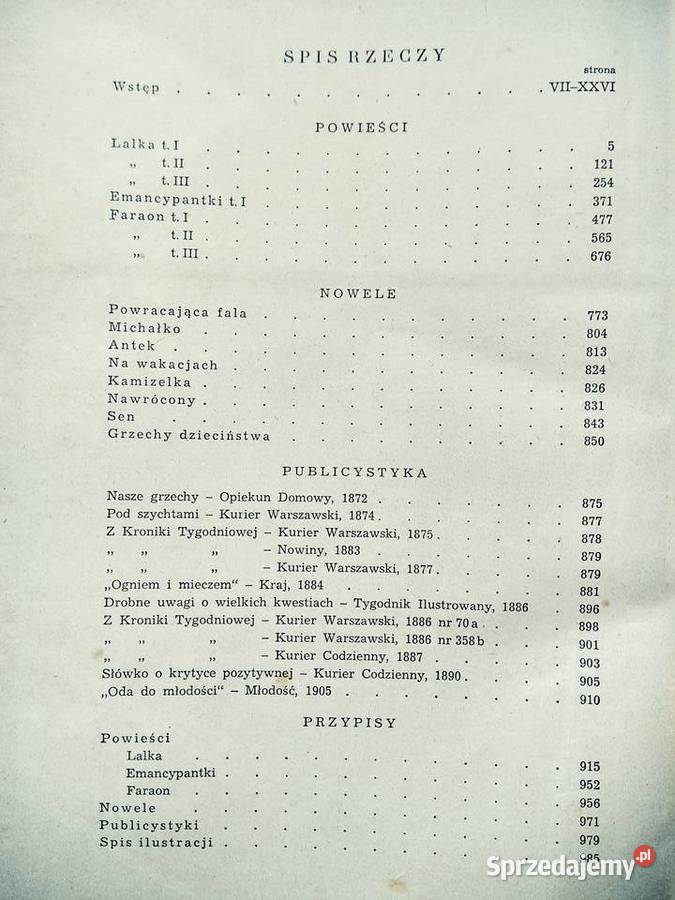 SPIS RZECZY
strona
Wstęp . . . . . . . . . . . . . VII–XXVI
POWIEŚCI
Lalka t. I . . . . . . . . . . . . 5
„ t. II . . . . . . . . . . . . 121
„ t. III . . . . . . . . . . . . 254
Emancypantki t. I . . . . . . . . . . . 371
Faraon t. I . . . . . . . . . . . . 477
„ t. II . . . . . . . . . . . . 565
„ t. III . . . . . . . . . . . . 676
NOWELE
Powracająca fala . . . . . . . . . . 773
Michałko . . . . . . . . . . . . 804
Antek . . . . . . . . . . . . . 813
Na wakacjach . . . . . . . . . . . 824
Kamizelka . . . . . . . . . . . . 826
Nawrócony . . . . . . . . . . . . 831
Sen . . . . . . . . . . . . . 843
Grzechy dzieciństwa . . . . . . . . . . 850
PUBLICYSTYKA
Nasze grzechy – Opiekun Domowy, 1872 . . . . . . . 875
Pod szychtami – Kurier Warszawski, 1874 . . . . . . . 877
Z Kroniki Tygodniowej – Kurier Warszawski, 1875 . . . . . 878
„ „ „ – Nowiny, 1883 . . . . . . . 879
„ „ „ – Kurier Warszawski, 1877 . . . . . 879
„Ogniem i mieczem“ – Kraj, 1884 . . . . . . . . 881
Drobne uwagi o wielkich kwestiach – Tygodnik Ilustrowany, 1886 . 896
Z Kroniki Tygodniowej – Kurier Warszawski, 1886 nr 70 a . . . 898
„ „ „ – Kurier Warszawski, 1886 nr 358 b . . . 901
„ „ „ – Kurier Codzienny, 1887 . . . . . 903
Słówko o krytyce pozytywnej – Kurier Codzienny, 1890 . . . . 905
„Oda do młodości“ – Młodość, 1905 . . . . . . . . 910
PRZYPISY
Powieści
Lalka . . . . . . . . . . . . . 915
Emancypantki . . . . . . . . . . . . 952
Faraon . . . . . . . . . . . . . 956
Nowele . . . . . . . . . . . . . 971
Publicystyki . . . . . . . . . . . . 979
Spis ilustracji . . . . . . . . . . . . 985
Sprzedajemy.pl